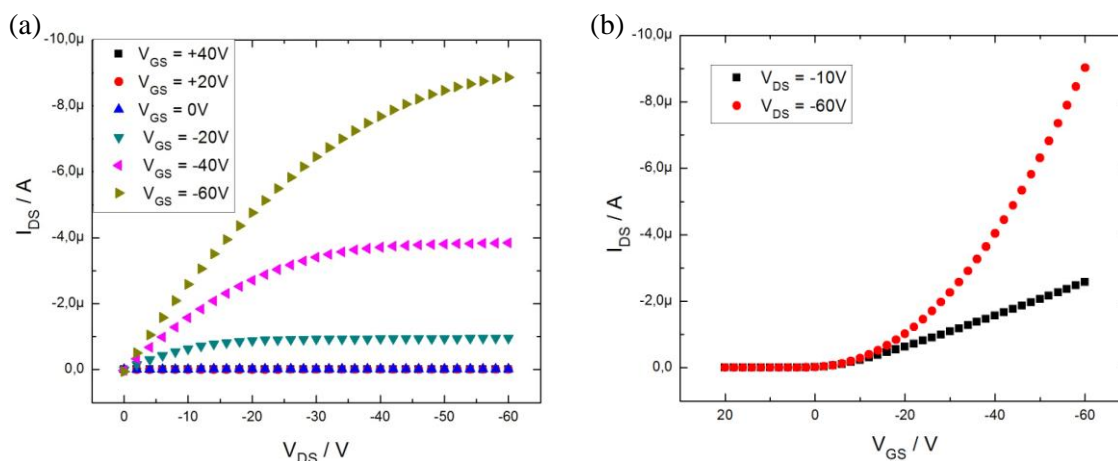 (a)
-10,0µ
-8,0µ
-6,0µ
-4,0µ
-2,0µ
0,0
I_DS / A
V_GS = +40V
V_GS = +20V
V_GS = 0V
V_GS = -20V
V_GS = -40V
V_GS = -60V
0 -10 -20 -30 -40 -50 -60
V_DS / V
(b)
-10,0µ
-8,0µ
-6,0µ
-4,0µ
-2,0µ
0,0
I_DS / A
V_DS = -10V
V_DS = -60V
20 0 -20 -40 -60
V_GS / V